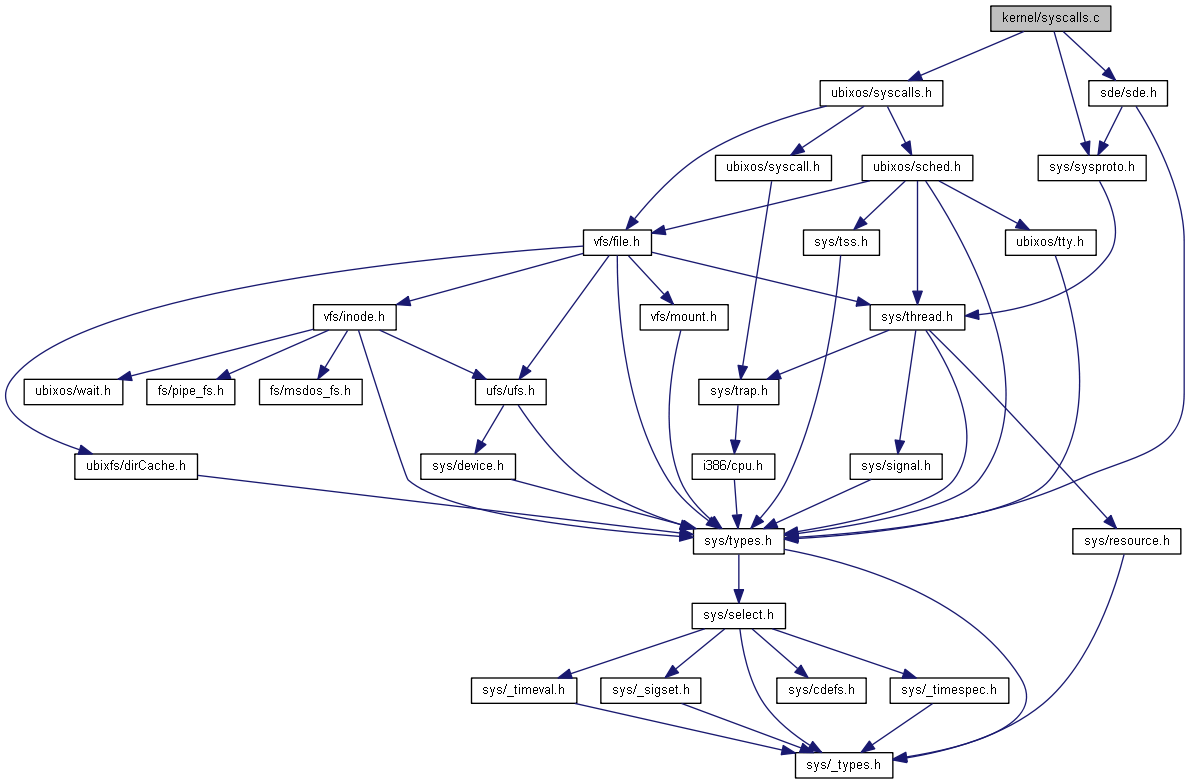 kernel/syscalls.c
ubixos/syscalls.h
sde/sde.h
ubixos/syscall.h
ubixos/sched.h
sys/sysproto.h
vfs/file.h
sys/tss.h
ubixos/tty.h
vfs/inode.h
vfs/mount.h
sys/thread.h
ubixos/wait.h
fs/pipe_fs.h
fs/msdos_fs.h
ufs/ufs.h
sys/trap.h
ubixfs/dirCache.h
sys/device.h
i386/cpu.h
sys/signal.h
sys/types.h
sys/resource.h
sys/select.h
sys/_timeval.h
sys/_sigset.h
sys/cdefs.h
sys/_timespec.h
sys/_types.h